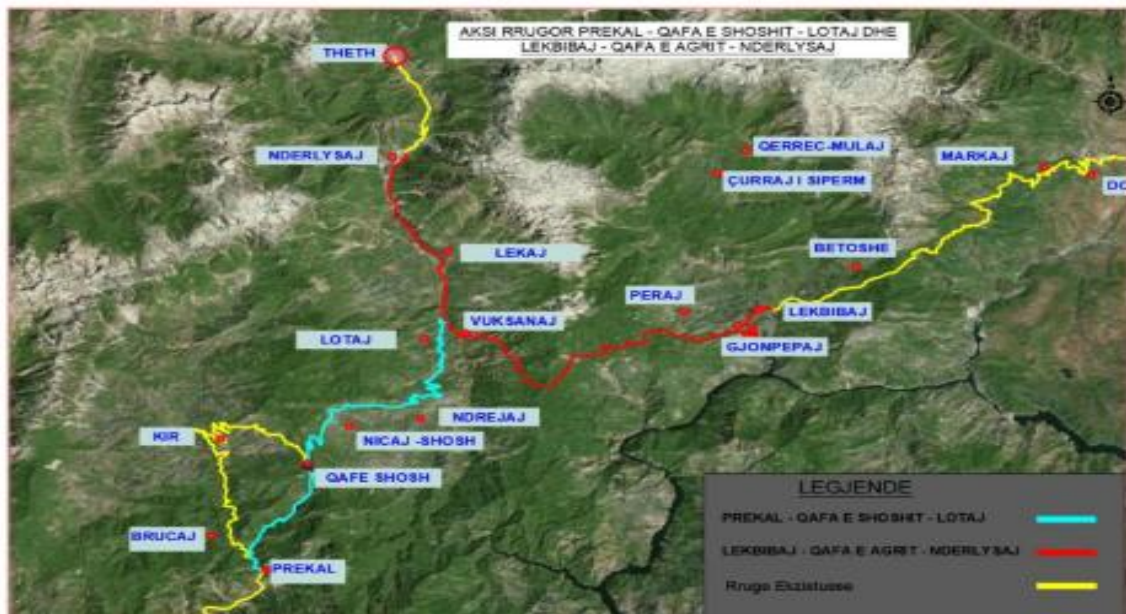 AKSI RRUGOR PREKAL - QAFA E SHOSHIT - LOTAJ DHE
LEKBIBAJ - QAFA E AGRIT - NDERLYSAJ
THETH
NDERLYSAJ
QERREC-MULAJ
MARKAJ
ÇURRAJ I SIPERM
DO
LEKAJ
BETOSHE
PERAJ
LEKBIBAJ
VUKSANAJ
LOTAJ
GJONPEPAJ
NDREJAJ
KIR
NICAJ -SHOSH
QAFE SHOSH
BRUCAJ
PREKAL
LEGJENDE
PREKAL - QAFA E SHOSHIT - LOTAJ
LEKBIBAJ - QAFA E AGRIT - NDERLYSAJ
Rruge Ekzistuese